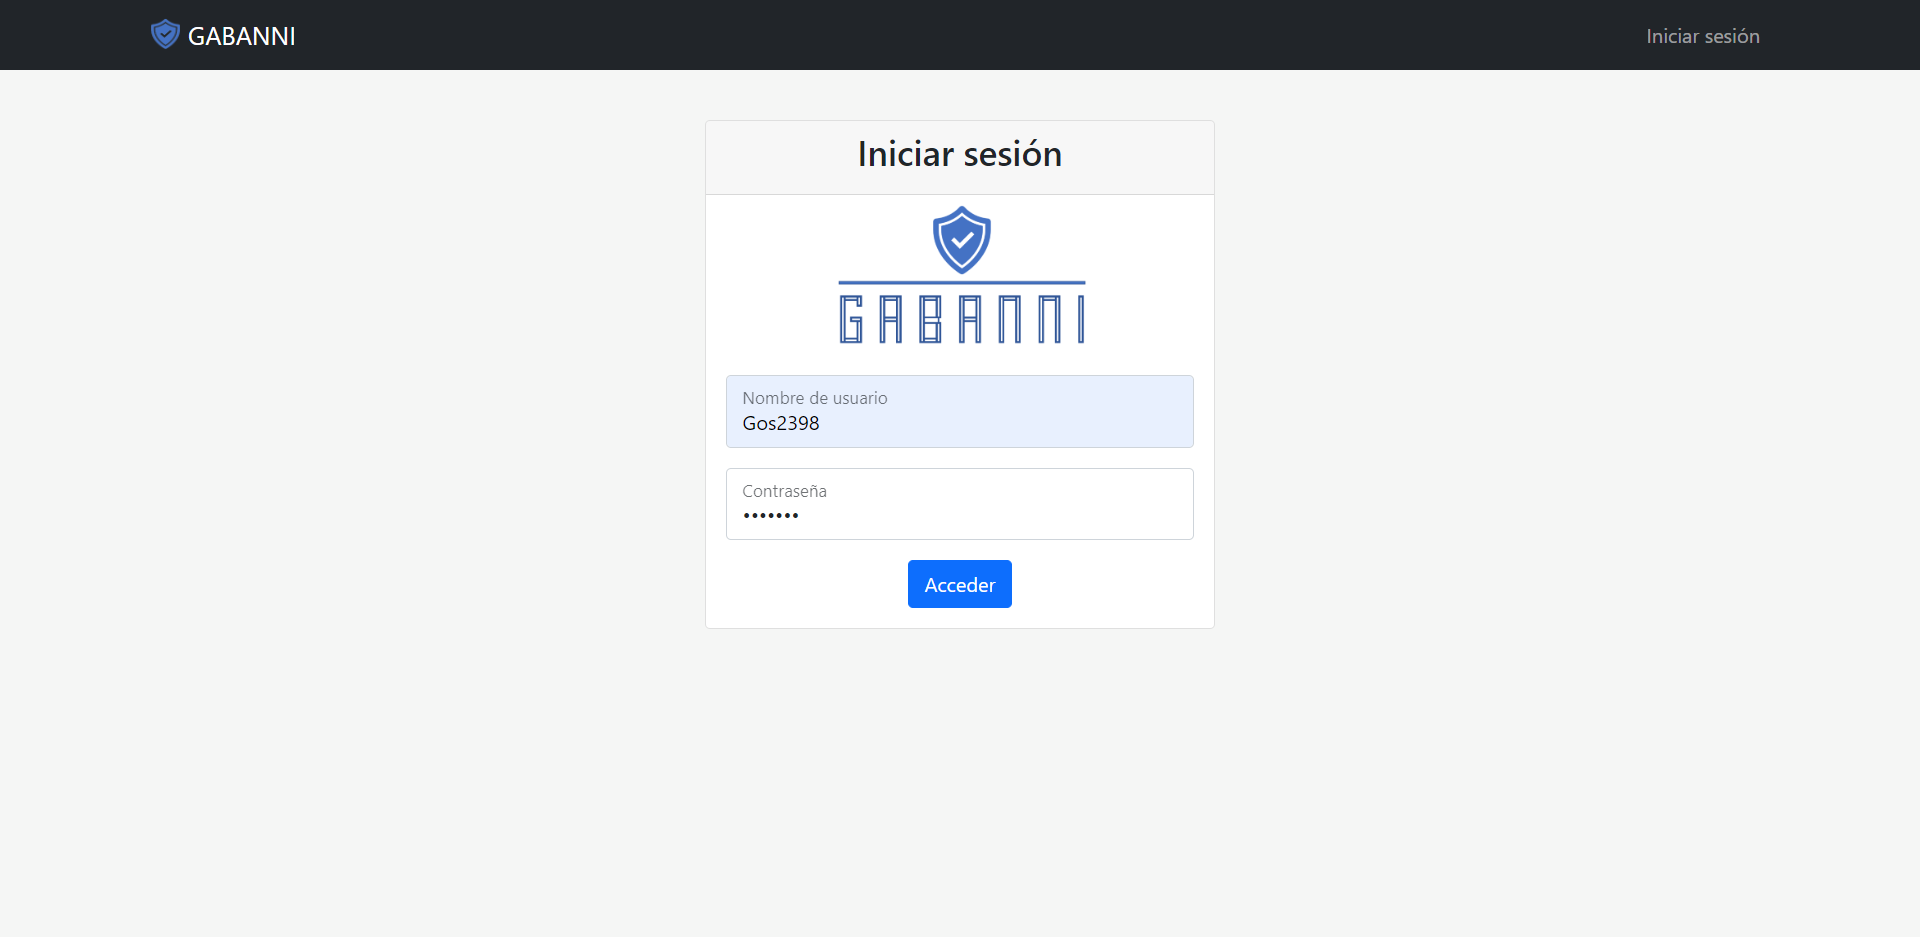 GABANNI
Iniciar sesión
Iniciar sesión
GABANNI
Nombre de usuario
Gos2398
Contraseña
•••••••
Acceder